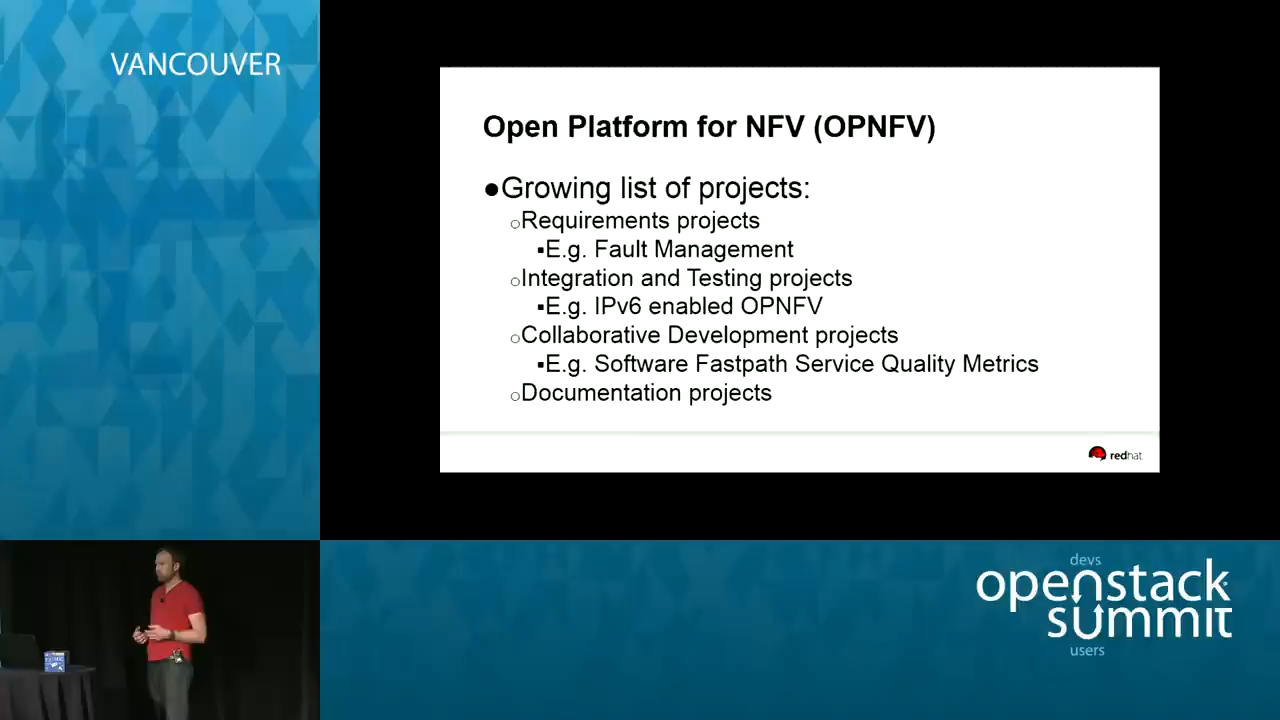 VANCOUVER
Open Platform for NFV (OPNFV)
●Growing list of projects:
○Requirements projects
▪E.g. Fault Management
○Integration and Testing projects
▪E.g. IPv6 enabled OPNFV
○Collaborative Development projects
▪E.g. Software Fastpath Service Quality Metrics
○Documentation projects
redhat
devs
openstack
summit
users